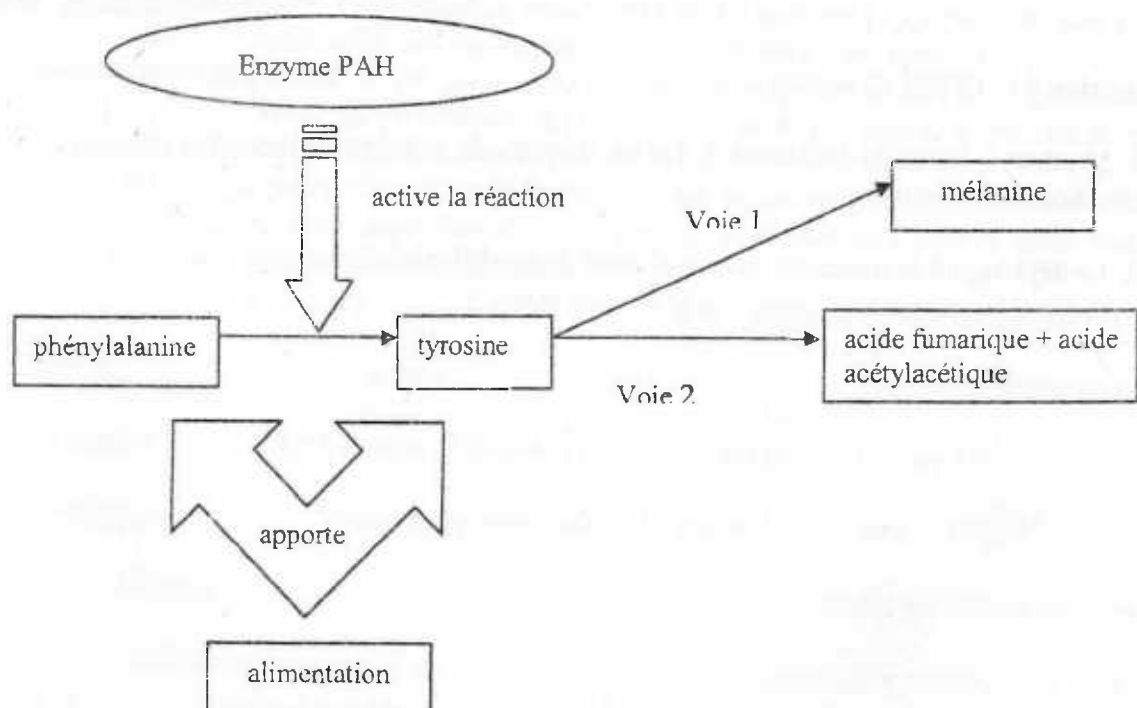 Enzyme PAH
active la réaction
Voie 1
mélanine
phénylalanine
tyrosine
acide fumarique + acide
acétylacétique
Voie 2
apporte
alimentation